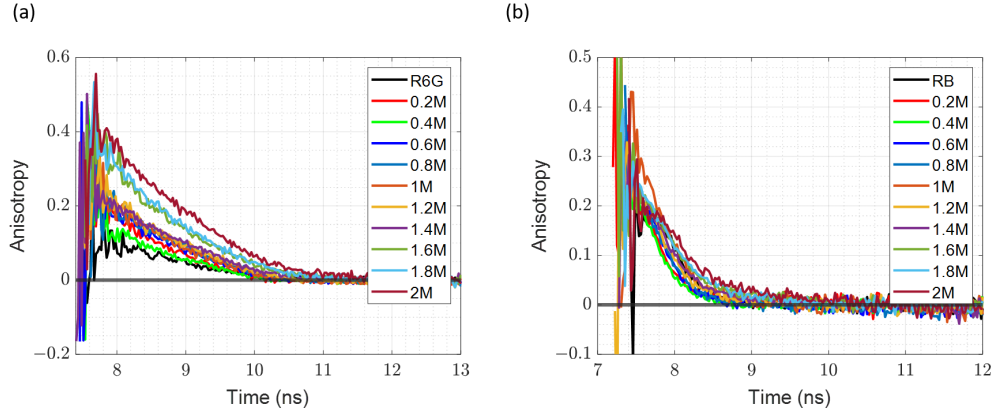 (a)
(b)
0.6
0.4
0.2
0
−0.2
Anisotropy
8
9
10
11
12
13
Time (ns)
R6G
0.2M
0.4M
0.6M
0.8M
1M
1.2M
1.4M
1.6M
1.8M
2M
0.5
0.4
0.3
0.2
0.1
0
−0.1
Anisotropy
7
8
9
10
11
12
Time (ns)
RB
0.2M
0.4M
0.6M
0.8M
1M
1.2M
1.4M
1.6M
1.8M
2M